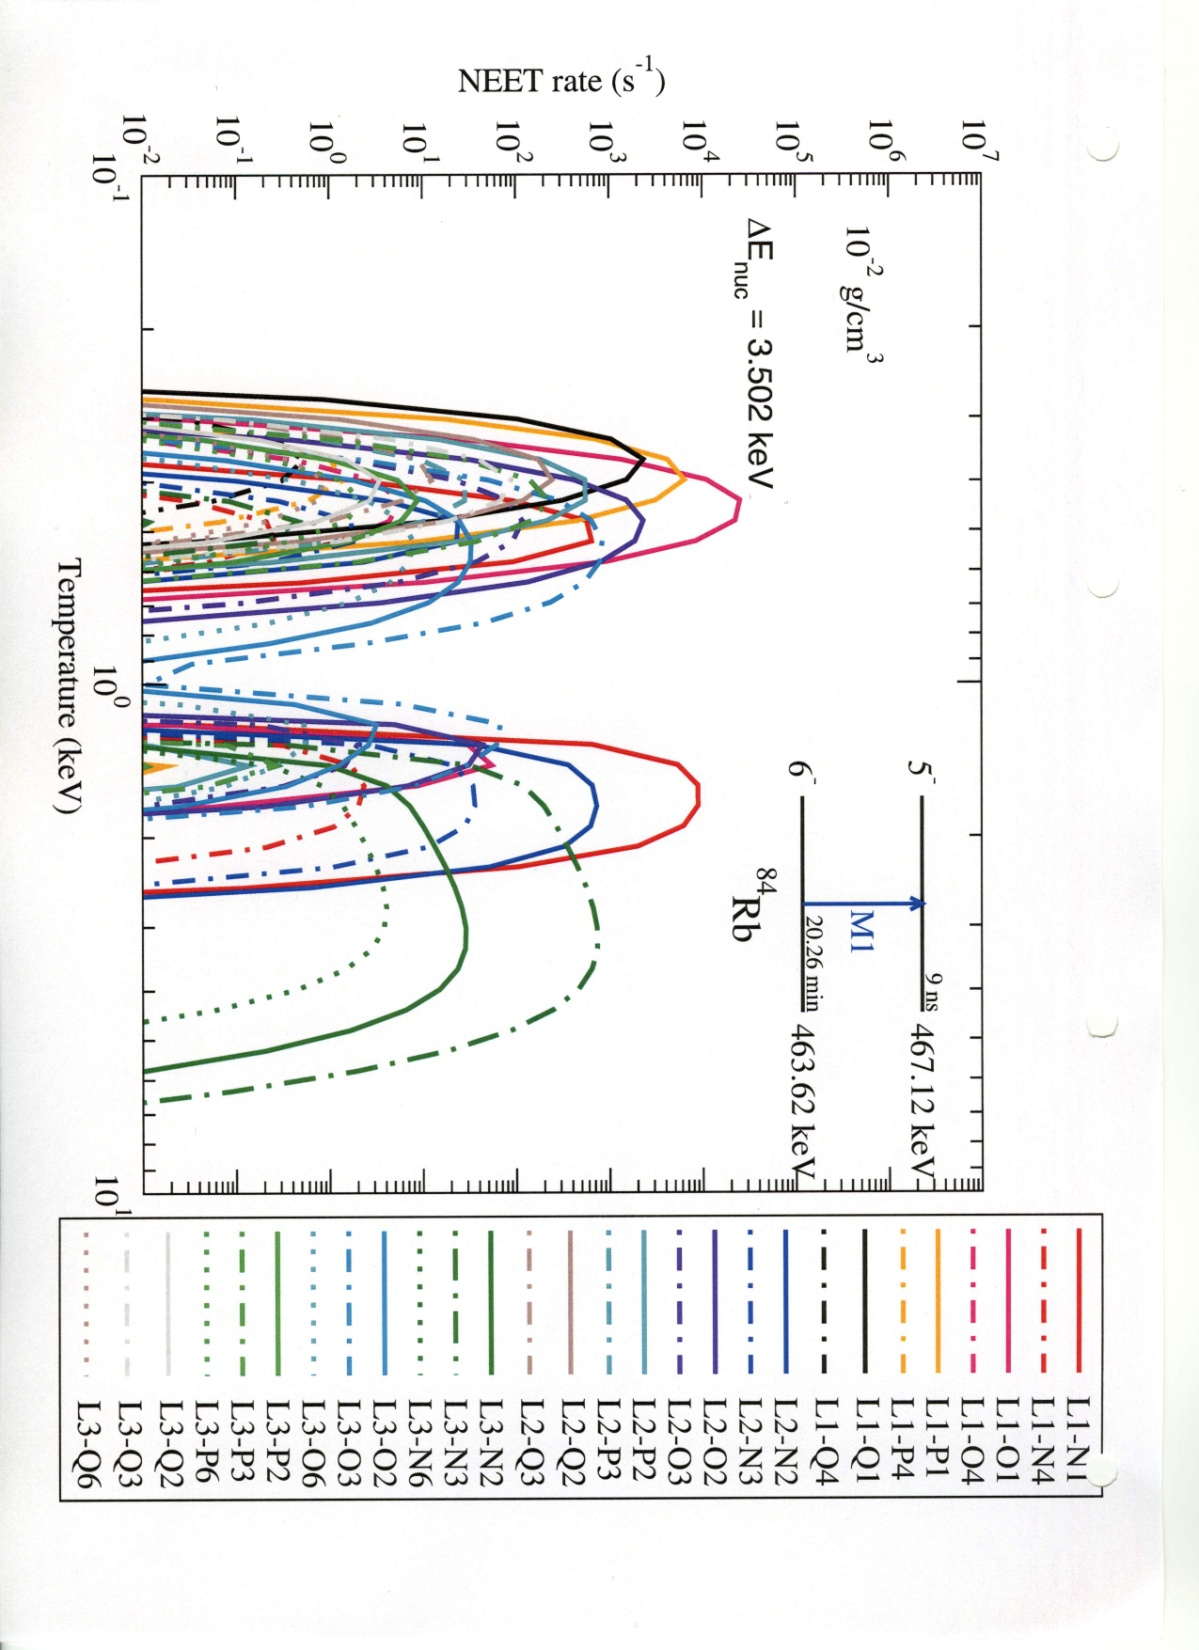 NEET rate (s⁻¹)
10⁷
10⁶
10⁵
10⁴
10³
10²
10¹
10⁰
10⁻¹
10⁻²
10⁻² g/cm³
ΔE_nuc = 3.502 keV
5⁻
9 ns
467.12 keV
M1
6⁻
20.26 min
463.62 keV
⁸⁴Rb
10⁻¹
10⁰
10¹
Temperature (keV)
L1-N1
L1-N4
L1-O1
L1-O4
L1-P1
L1-P4
L1-Q1
L1-Q4
L2-N2
L2-N3
L2-O2
L2-O3
L2-P2
L2-P3
L2-Q2
L2-Q3
L3-N2
L3-N3
L3-N6
L3-O2
L3-O3
L3-O6
L3-P2
L3-P3
L3-P6
L3-Q2
L3-Q3
L3-Q6